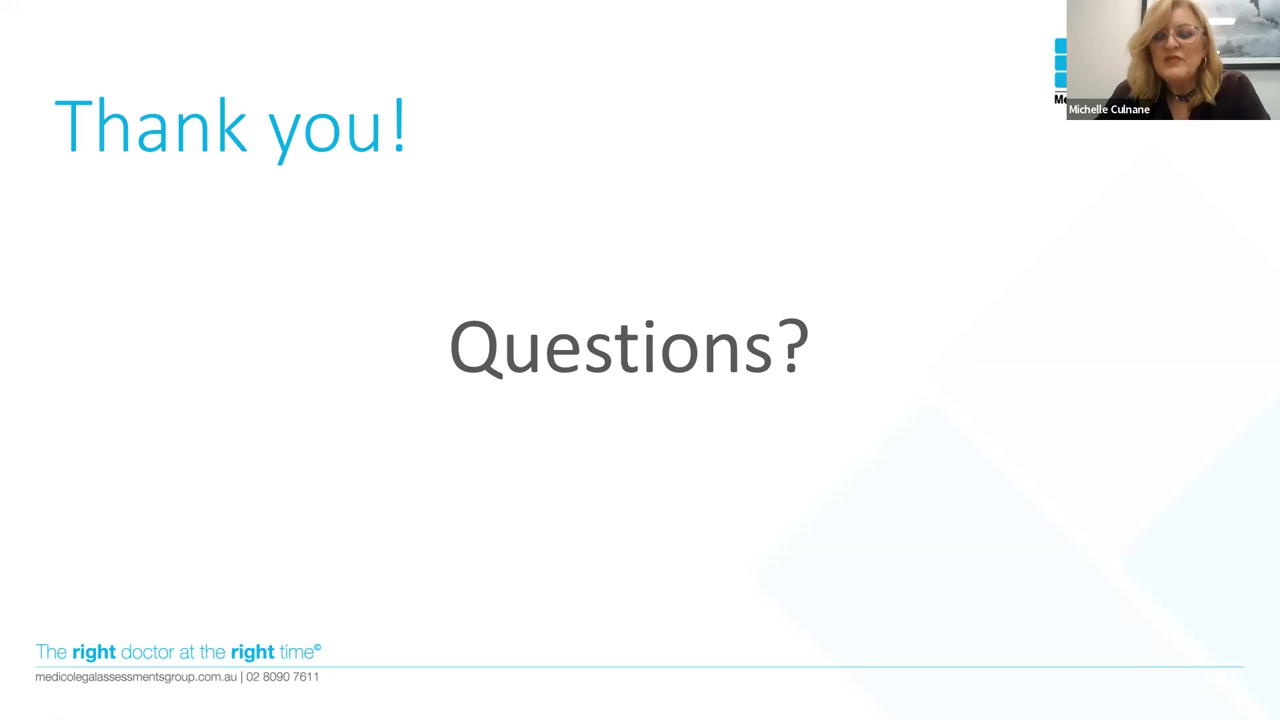 Thank you!
Michelle Culnane
Questions?
The right doctor at the right time©
medicolegalassessmentsgroup.com.au | 02 8090 7611